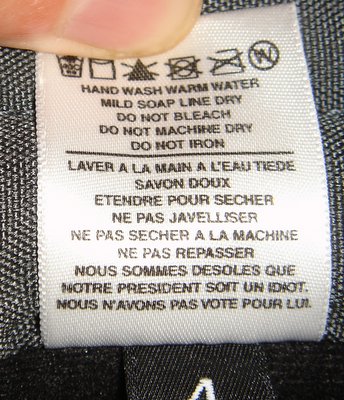 HAND WASH WARM WATER
MILD SOAP LINE DRY
DO NOT BLEACH
DO NOT MACHINE DRY
DO NOT IRON
LAVER A LA MAIN A L'EAU TIEDE
SAVON DOUX
ETENDRE POUR SECHER
NE PAS JAVELLISER
NE PAS SECHER A LA MACHINE
NE PAS REPASSER
NOUS SOMMES DESOLES QUE
NOTRE PRESIDENT SOIT UN IDIOT.
NOUS N'AVONS PAS VOTE POUR LUI.